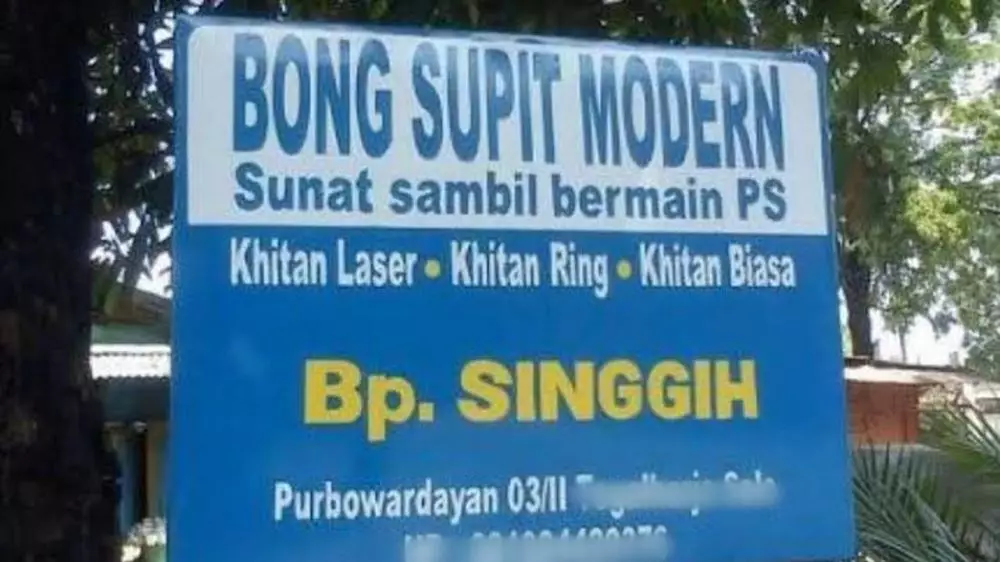 BONG SUPIT MODERN
Sunat sambil bermain PS
Khitan Laser • Khitan Ring • Khitan Biasa
Bp. SINGGIH
Purbowardayan 03/II